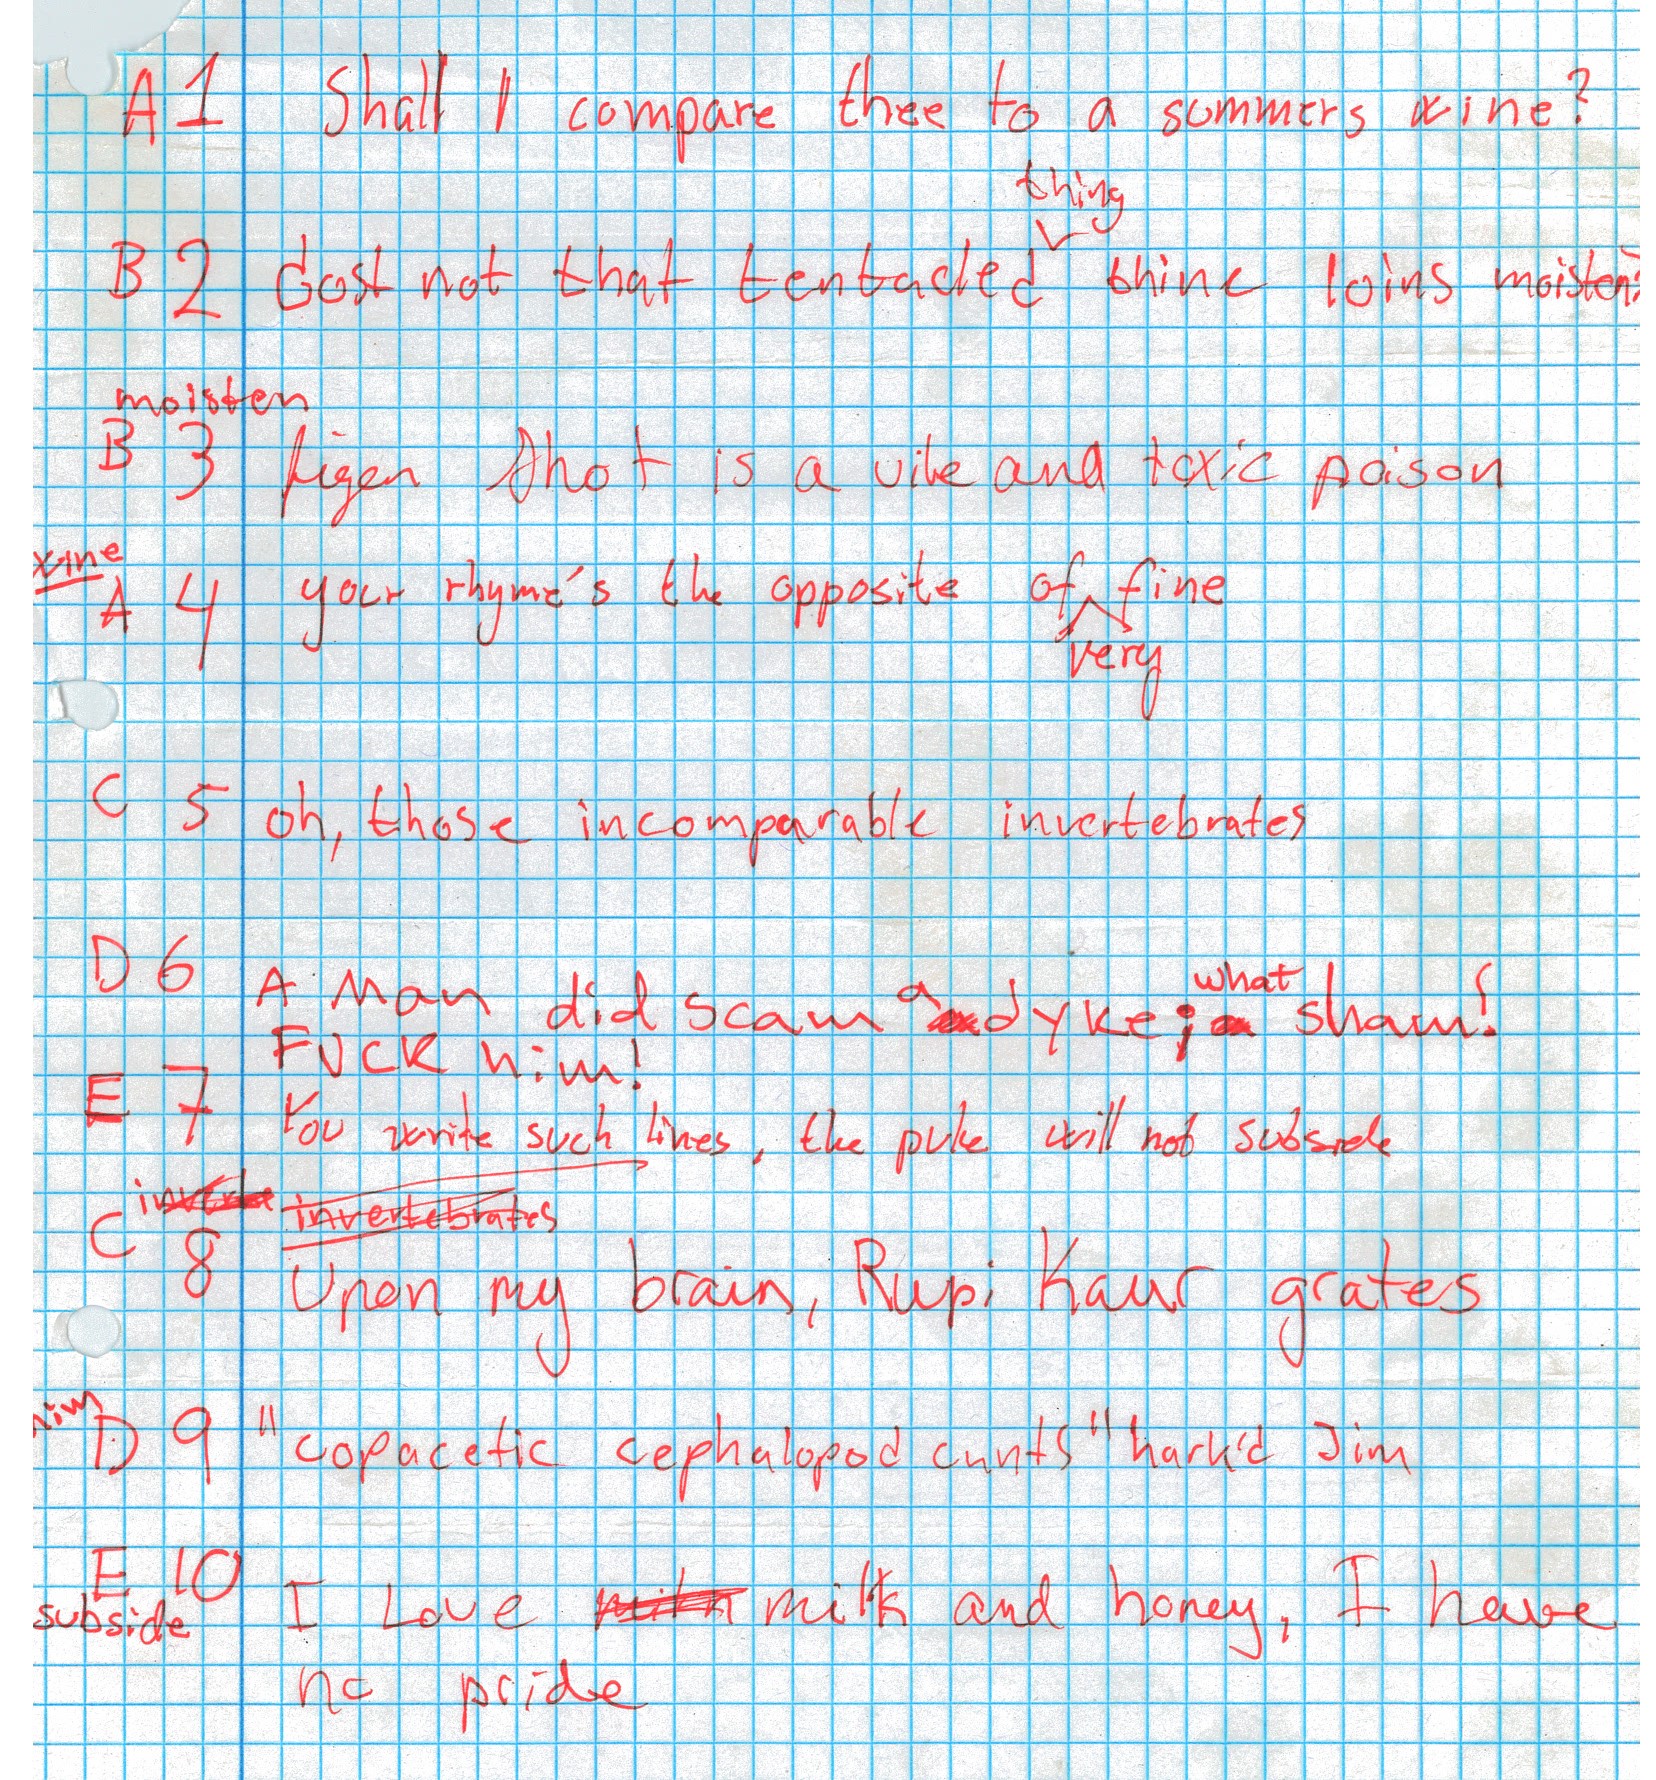 A 1 Shall I compare thee to a summers wine?
thing
B 2 dost not that tentacled thine loins moisten?
moisten
B 3 figen thot is a vile and toxic poison
wine
A 4 your rhyme's the opposite of fine
very
C 5 oh, those incomparable invertebrates
D 6 A Man did scam a dyke; what sham!
FUCK him!
E 7 You write such lines, the puke will not subside
inverte invertebrates
C 8 Upon my brain, Rupi Kaur grates
him
D 9 "copacetic cephalopod cunts" hark'd Jim
E 10 I Love milk and honey, I have
subside
no pride